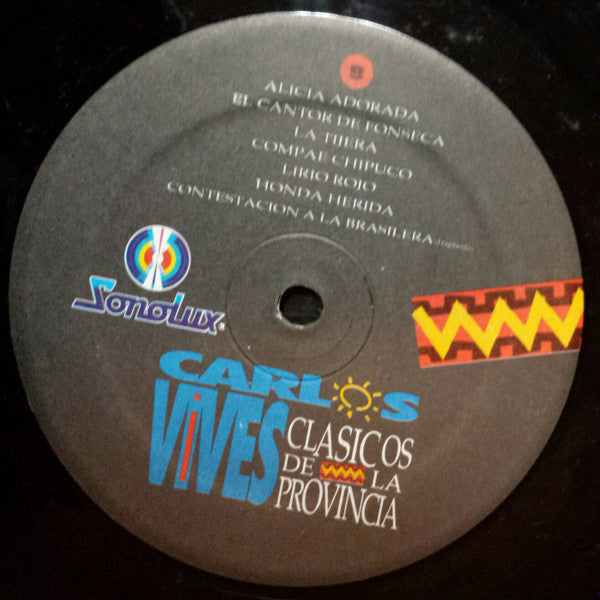 ALICIA ADORADA
EL CANTOR DE FONSECA
LA TIJERA
COMPAE CHIPUCO
LIRIO ROJO
HONDA HERIDA
CONTESTACION A LA BRASILERA (Fragmento)
Sonolux®
CARLOS
ViVES
CLASICOS
DE LA
PROVINCIA